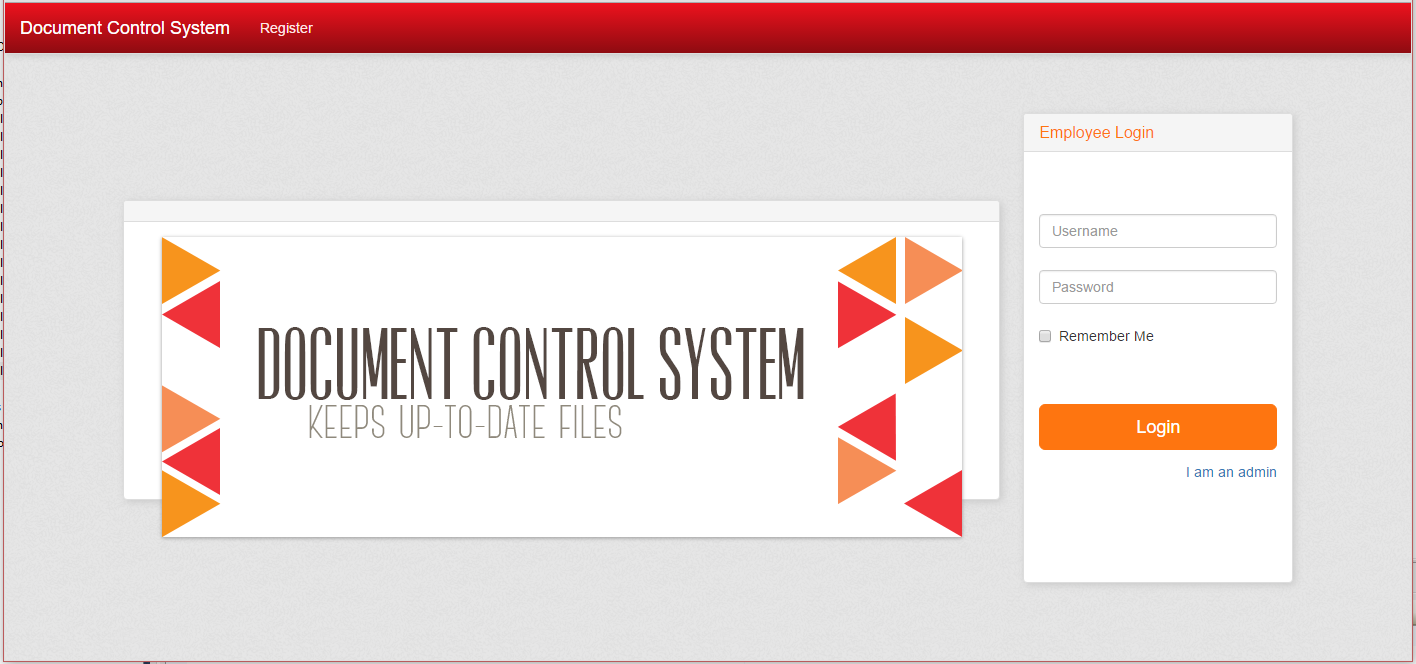 Document Control System
Register
DOCUMENT CONTROL SYSTEM
KEEPS UP-TO-DATE FILES
Employee Login
Username
Password
Remember Me
Login
I am an admin